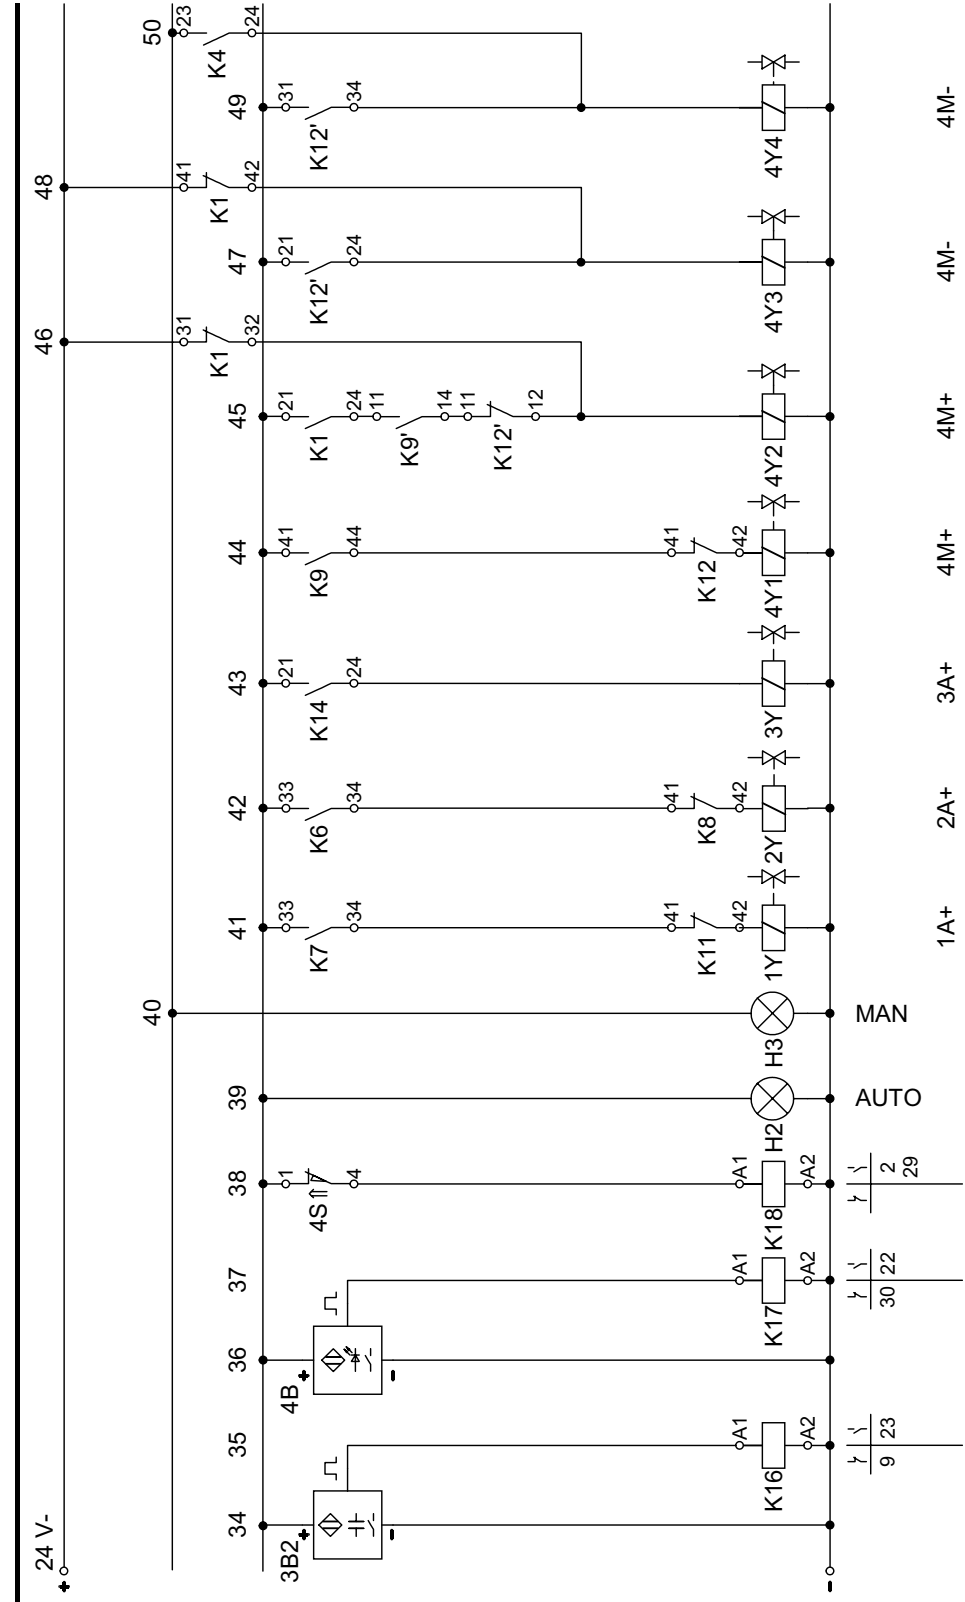 24 V-
+
-
34
3B2
+
-
35
A1
K16
A2
9 23
36
4B
+
-
37
A1
K17
A2
30 22
38
1
4S
4
A1
K18
A2
2
29
39
H2
AUTO
40
H3
MAN
41
33
K7
34
41
K11
42
1Y
1A+
42
33
K6
34
41
K8
42
2Y
2A+
43
21
K14
24
3Y
3A+
44
41
K9
44
41
K12
42
4Y1
4M+
45
21
K1
24
11
K9'
14
11
K12'
12
4Y2
4M+
46
31
K1
32
47
21
K12'
24
4Y3
4M-
48
41
K1
42
49
31
K12'
34
4Y4
4M-
50
23
K4
24